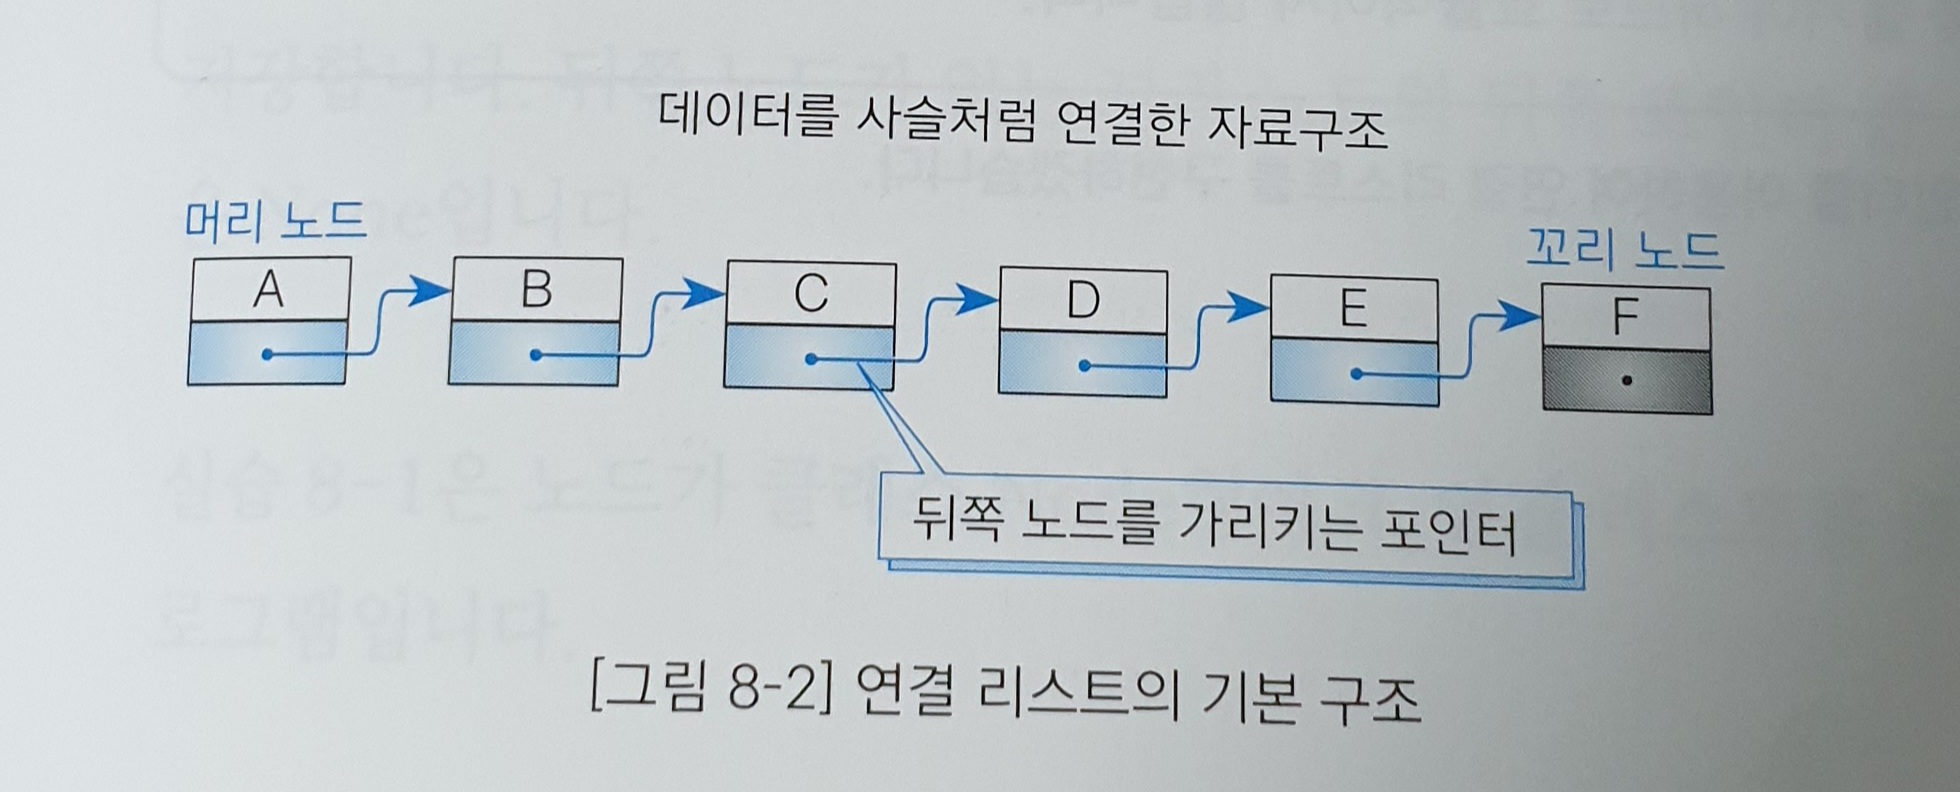 데이터를 사슬처럼 연결한 자료구조
머리 노드
꼬리 노드
A
B
C
D
E
F
뒤쪽 노드를 가리키는 포인터
[그림 8-2] 연결 리스트의 기본 구조